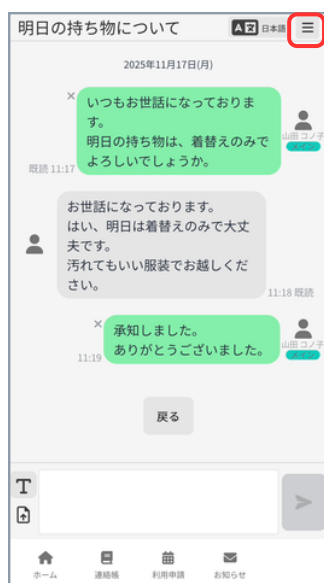 明日の持ち物について
A 日本語
2025年11月17日(月)
×
いつもお世話になっておりま
す。
明日の持ち物は、着替えのみで
よろしいでしょうか。
山田 コノ子
メイン
既読 11:17
お世話になっております。
はい、明日は着替えのみで大丈
夫です。
汚れてもいい服装でお越しくだ
さい。
11:18 既読
×
承知しました。
ありがとうございました。
山田 コノ子
メイン
11:19
戻る
T
ホーム
連絡帳
利用申請
お知らせ